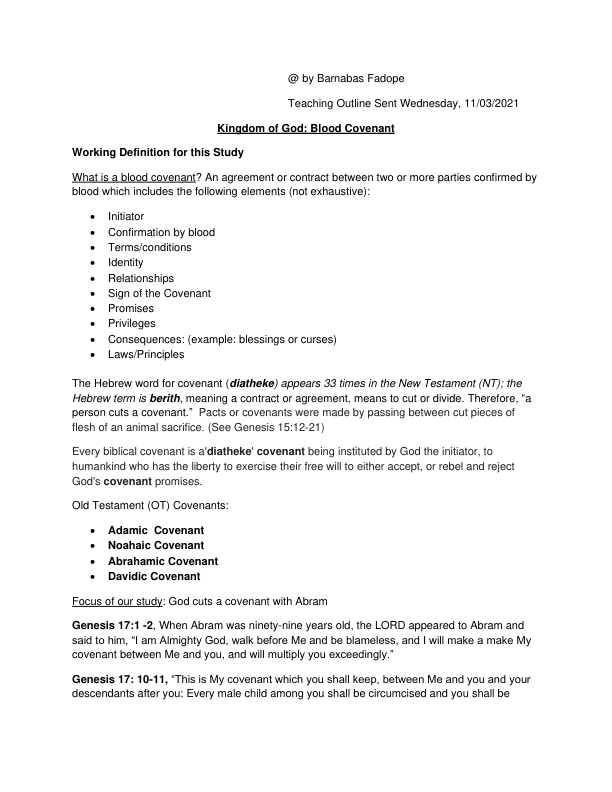 @ by Barnabas Fadope
Teaching Outline Sent Wednesday, 11/03/2021
Kingdom of God: Blood Covenant
Working Definition for this Study
What is a blood covenant? An agreement or contract between two or more parties confirmed by
blood which includes the following elements (not exhaustive):
• Initiator
• Confirmation by blood
• Terms/conditions
• Identity
• Relationships
• Sign of the Covenant
• Promises
• Privileges
• Consequences: (example: blessings or curses)
• Laws/Principles
The Hebrew word for covenant (diatheke) appears 33 times in the New Testament (NT); the
Hebrew term is berith, meaning a contract or agreement, means to cut or divide. Therefore, “a
person cuts a covenant.” Pacts or covenants were made by passing between cut pieces of
flesh of an animal sacrifice. (See Genesis 15:12-21)
Every biblical covenant is a'diatheke' covenant being instituted by God the initiator, to
humankind who has the liberty to exercise their free will to either accept, or rebel and reject
God's covenant promises.
Old Testament (OT) Covenants:
• Adamic Covenant
• Noahaic Covenant
• Abrahamic Covenant
• Davidic Covenant
Focus of our study: God cuts a covenant with Abram
Genesis 17:1 -2, When Abram was ninety-nine years old, the LORD appeared to Abram and
said to him, “I am Almighty God, walk before Me and be blameless, and I will make a make My
covenant between Me and you, and will multiply you exceedingly.”
Genesis 17: 10-11, “This is My covenant which you shall keep, between Me and you and your
descendants after you: Every male child among you shall be circumcised and you shall be